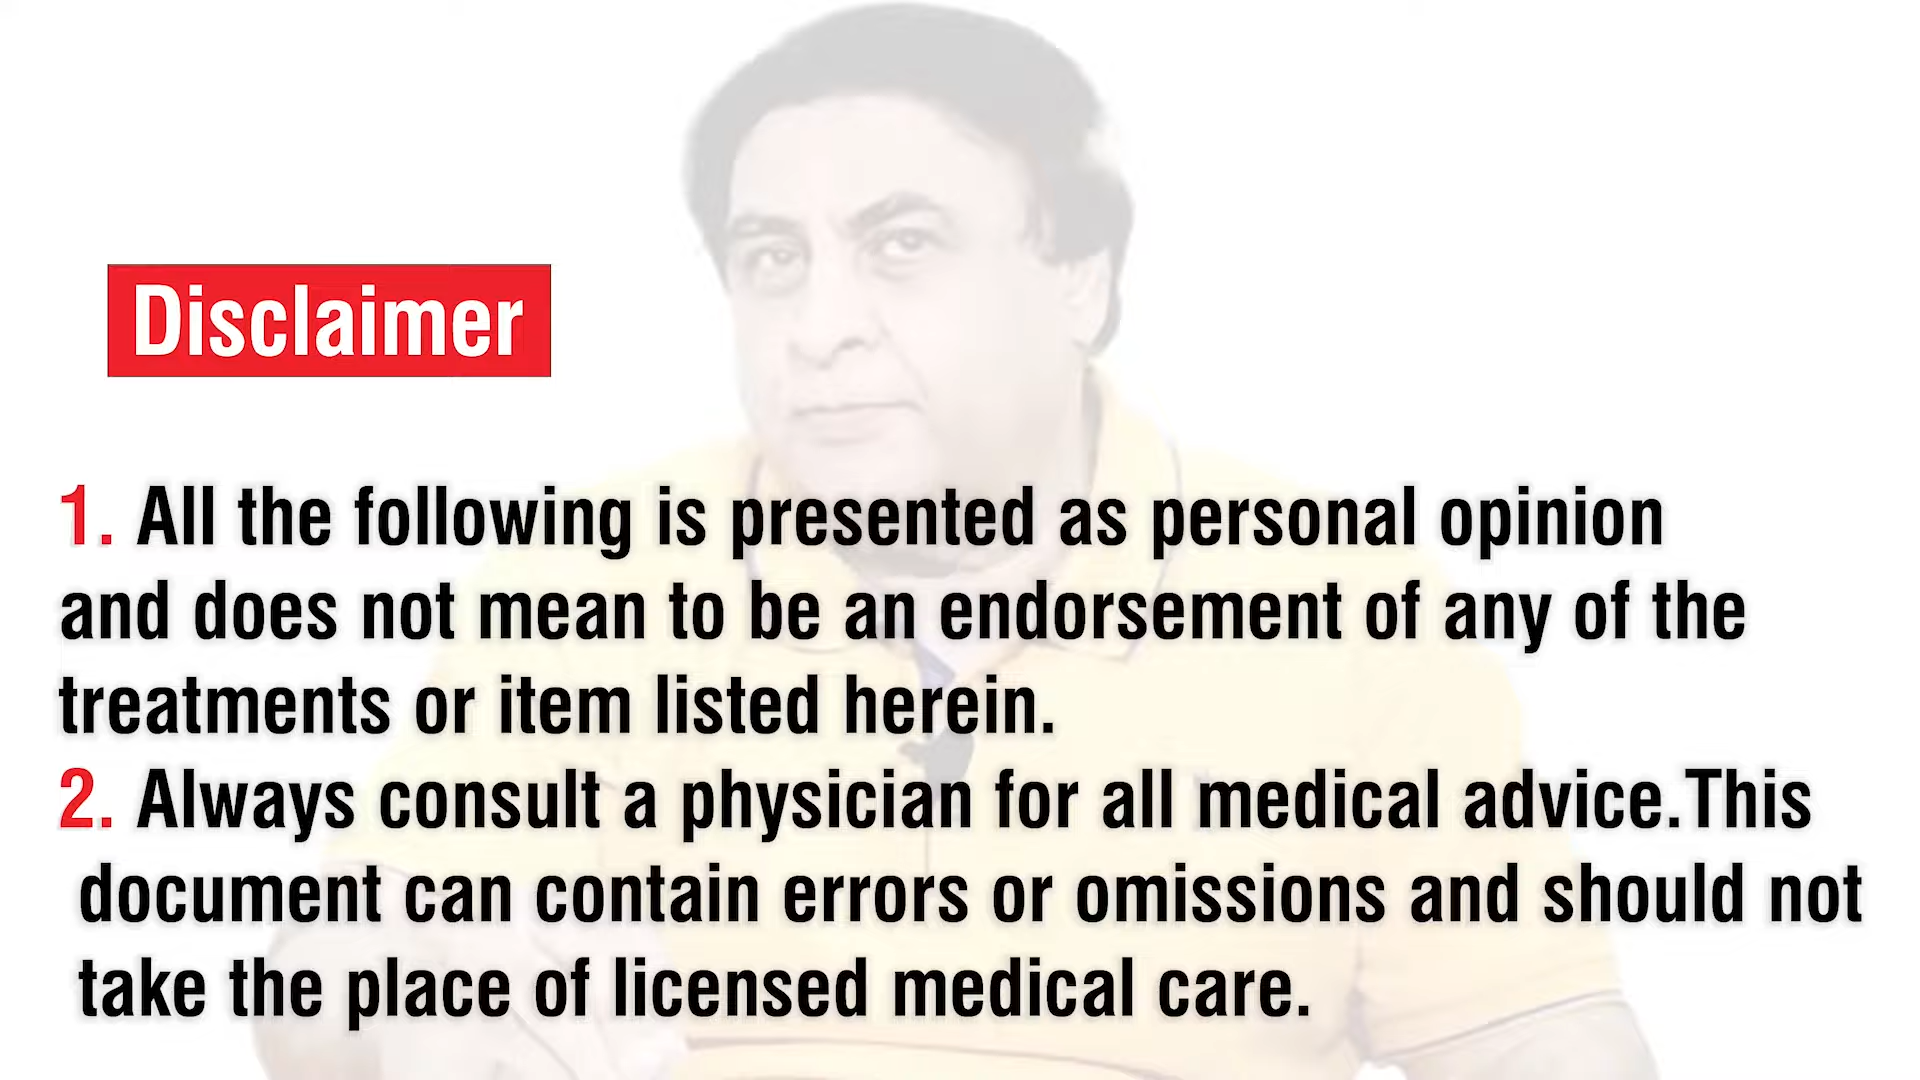 Disclaimer
1. All the following is presented as personal opinion
and does not mean to be an endorsement of any of the
treatments or item listed herein.
2. Always consult a physician for all medical advice.This
document can contain errors or omissions and should not
take the place of licensed medical care.